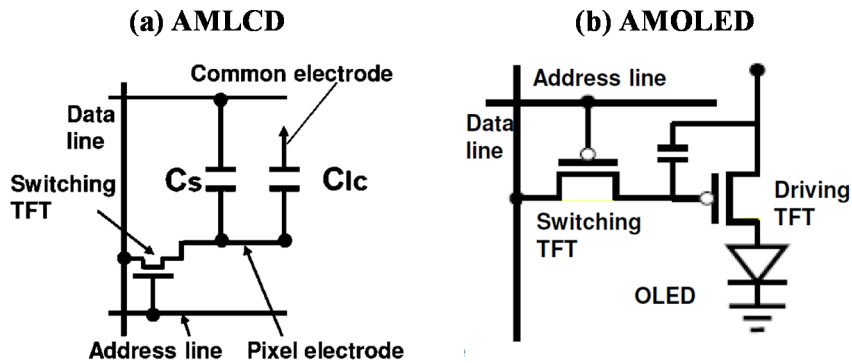 (a) AMLCD
Common electrode
Data
line
Switching
TFT
Cs
Clc
Address line
Pixel electrode
(b) AMOLED
Address line
Data
line
Switching
TFT
Driving
TFT
OLED